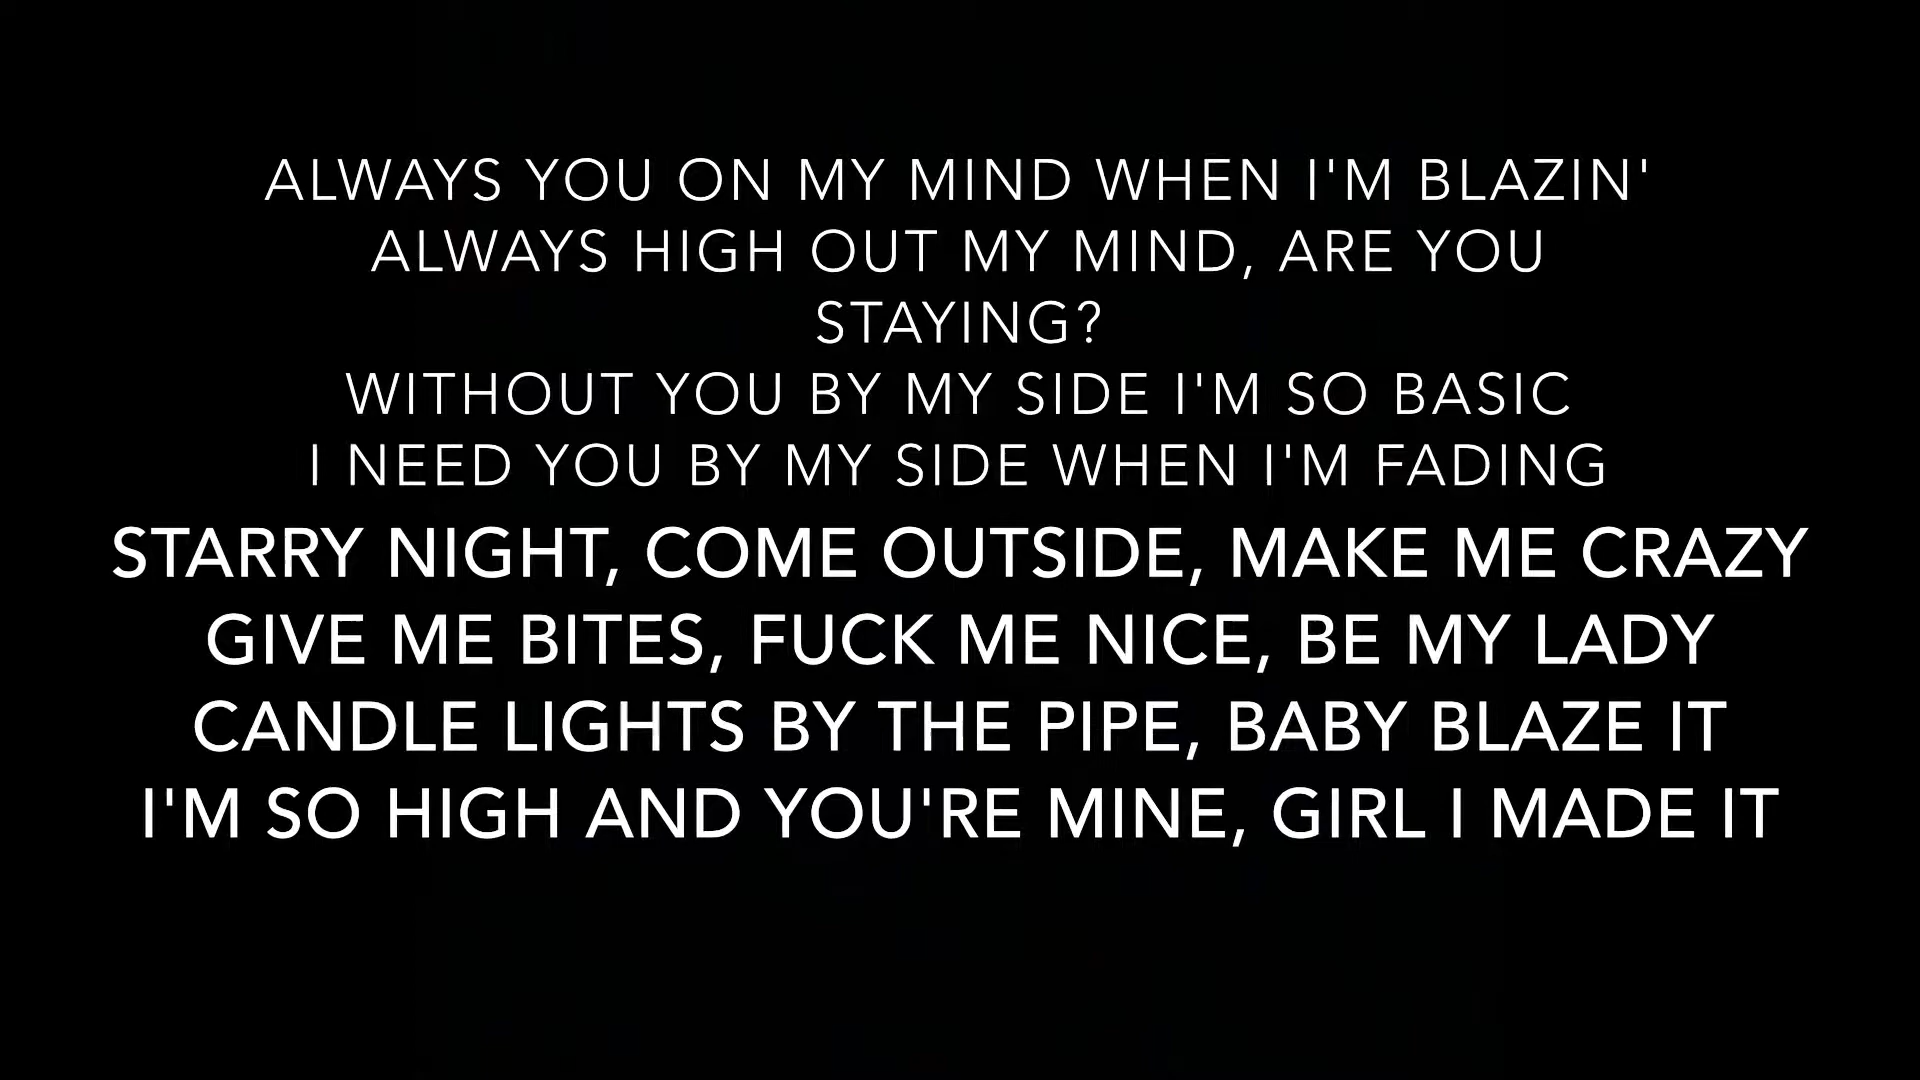 ALWAYS YOU ON MY MIND WHEN I'M BLAZIN'
ALWAYS HIGH OUT MY MIND, ARE YOU
STAYING?
WITHOUT YOU BY MY SIDE I'M SO BASIC
I NEED YOU BY MY SIDE WHEN I'M FADING
STARRY NIGHT, COME OUTSIDE, MAKE ME CRAZY
GIVE ME BITES, FUCK ME NICE, BE MY LADY
CANDLE LIGHTS BY THE PIPE, BABY BLAZE IT
I'M SO HIGH AND YOU'RE MINE, GIRL I MADE IT